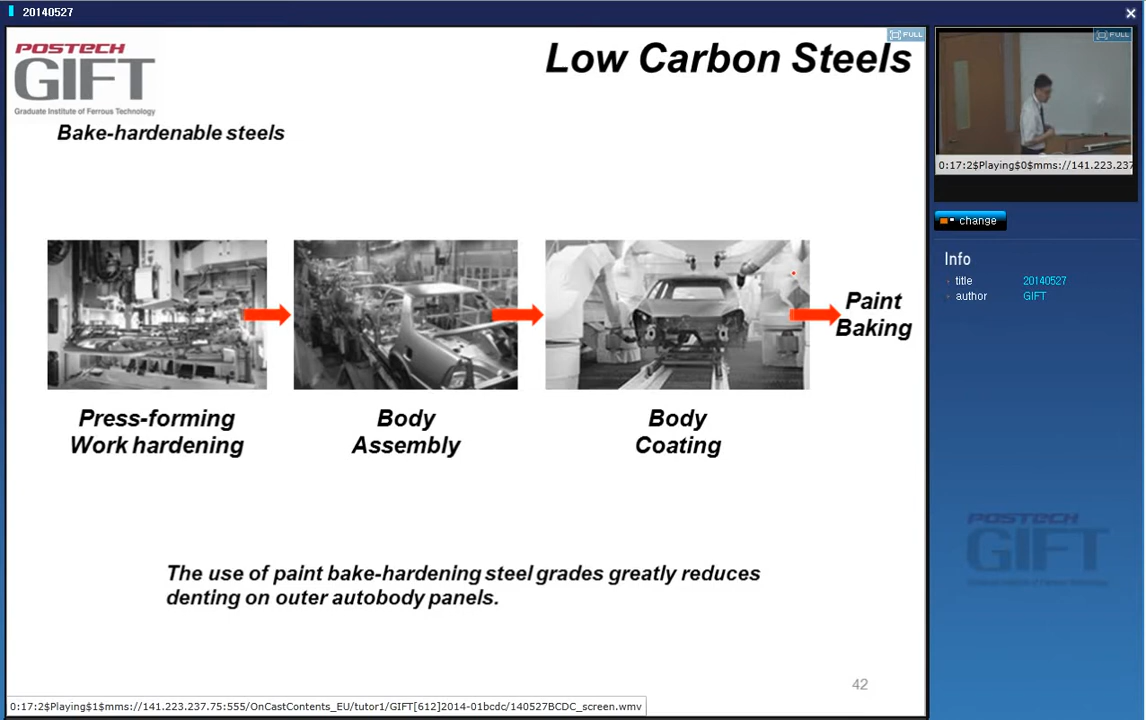 20140527
FULL
POSTECH
GIFT
Graduate Institute of Ferrous Technology
Low Carbon Steels
Bake-hardenable steels
Paint
Baking
Press-forming
Work hardening
Body
Assembly
Body
Coating
The use of paint bake-hardening steel grades greatly reduces
denting on outer autobody panels.
42
0:17:2$Playing$1$mms://141.223.237.75:555/OnCastContents_EU/tutor1/GIFT[612]2014-01bcdc/140527BCDC_screen.wmv
FULL
0:17:2$Playing$0$mms://141.223.237
change
Info
title 20140527
author GIFT
POSTECH
GIFT